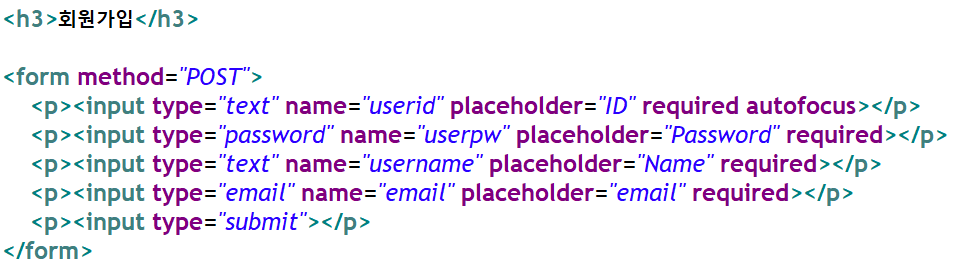 <h3>회원가입</h3>
<form method="POST">
<p><input type="text" name="userid" placeholder="ID" required autofocus></p>
<p><input type="password" name="userpw" placeholder="Password" required></p>
<p><input type="text" name="username" placeholder="Name" required></p>
<p><input type="email" name="email" placeholder="email" required></p>
<p><input type="submit"></p>
</form>